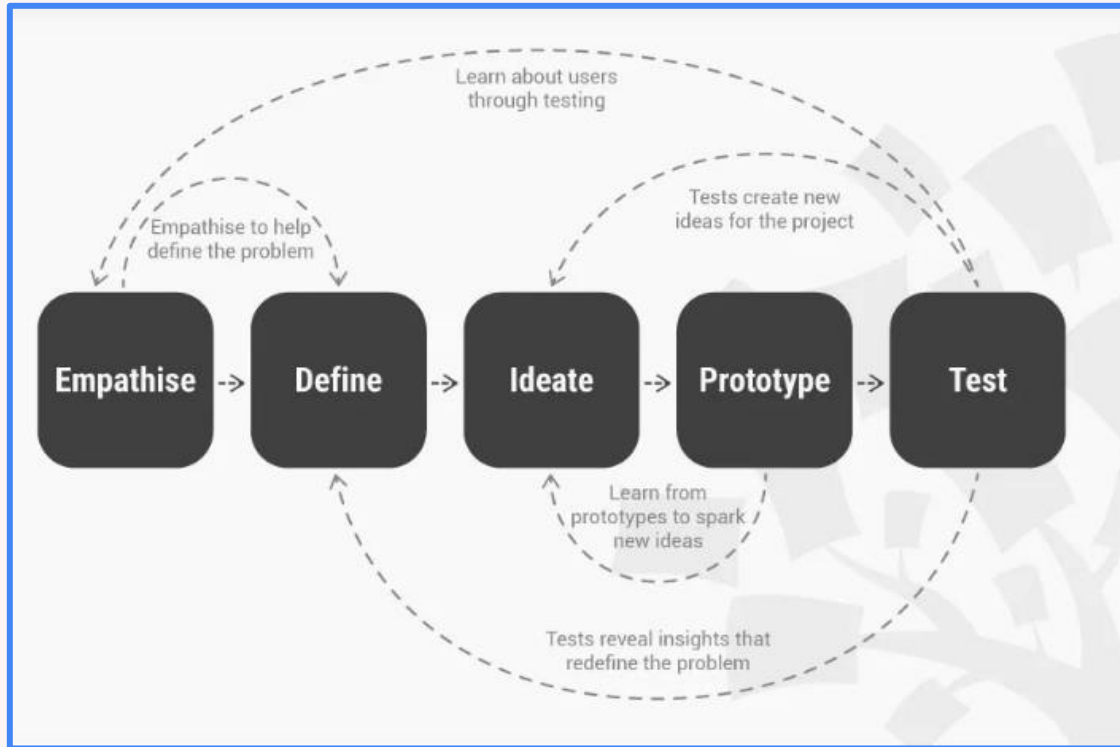 Learn about users
through testing
Tests create new
ideas for the project
Empathise to help
define the problem
Empathise
Define
Ideate
Prototype
Test
Learn from
prototypes to spark
new ideas
Tests reveal insights that
redefine the problem